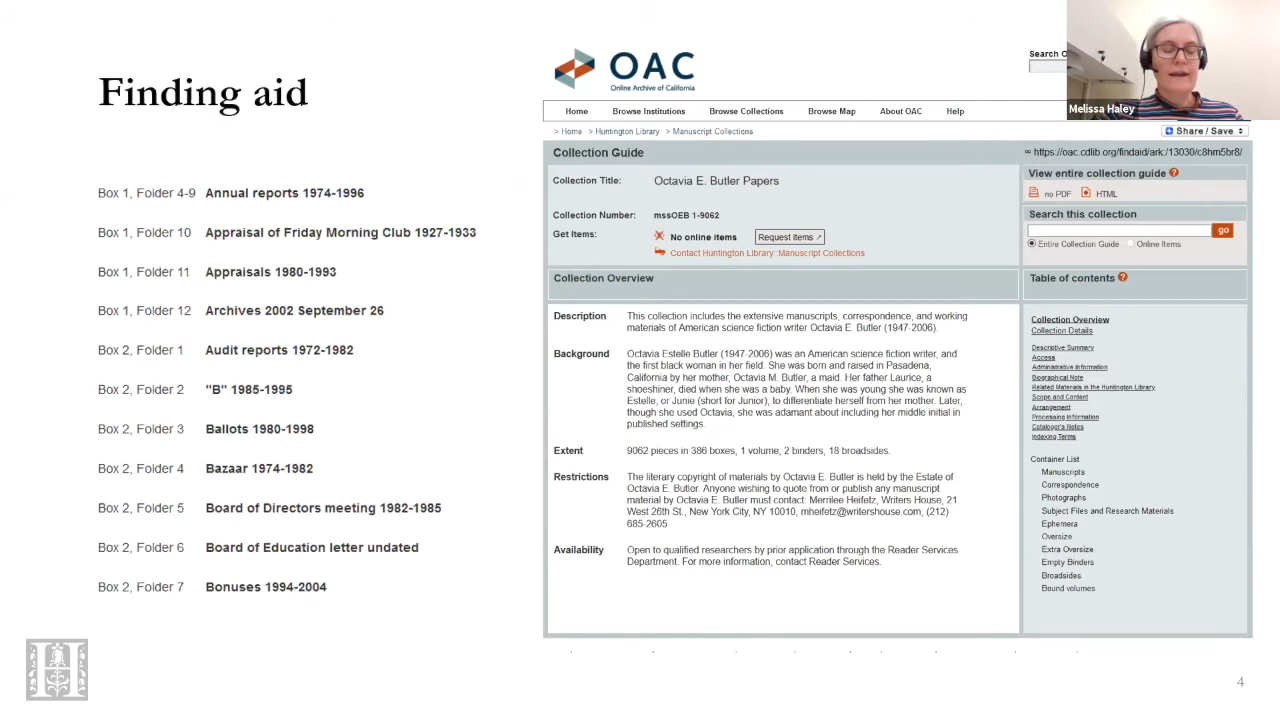 Finding aid
Box 1, Folder 4-9 Annual reports 1974-1996
Box 1, Folder 10 Appraisal of Friday Morning Club 1927-1933
Box 1, Folder 11 Appraisals 1980-1993
Box 1, Folder 12 Archives 2002 September 26
Box 2, Folder 1 Audit reports 1972-1982
Box 2, Folder 2 "B" 1985-1995
Box 2, Folder 3 Ballots 1980-1998
Box 2, Folder 4 Bazaar 1974-1982
Box 2, Folder 5 Board of Directors meeting 1982-1985
Box 2, Folder 6 Board of Education letter undated
Box 2, Folder 7 Bonuses 1994-2004
H
OAC
Online Archive of California
Search O
Melissa Haley
Home Browse Institutions Browse Collections Browse Map About OAC Help
> Home > Huntington Library > Manuscript Collections
Share / Save
Collection Guide
https://oac.cdlib.org/findaid/ark:/13030/c8hm5br8/
Collection Title: Octavia E. Butler Papers
Collection Number: mssOEB 1-9062
Get Items: No online items Request items
Contact Huntington Library::Manuscript Collections
View entire collection guide ?
no PDF HTML
Search this collection
go
Entire Collection Guide Online Items
Collection Overview
Description This collection includes the extensive manuscripts, correspondence, and working
materials of American science fiction writer Octavia E. Butler (1947-2006).
Background Octavia Estelle Butler (1947-2006) was an American science fiction writer, and
the first black woman in her field. She was born and raised in Pasadena,
California by her mother, Octavia M. Butler, a maid. Her father Laurice, a
shoeshiner, died when she was a baby. When she was young she was known as
Estelle, or Junie (short for Junior), to differentiate herself from her mother. Later,
though she used Octavia, she was adamant about including her middle initial in
published settings.
Extent 9062 pieces in 386 boxes, 1 volume, 2 binders, 18 broadsides.
Restrictions The literary copyright of materials by Octavia E. Butler is held by the Estate of
Octavia E. Butler. Anyone wishing to quote from or publish any manuscript
material by Octavia E. Butler must contact: Merrilee Heifetz, Writers House, 21
West 26th St., New York City, NY 10010, mheifetz@writershouse.com, (212)
685-2605
Availability Open to qualified researchers by prior application through the Reader Services
Department. For more information, contact Reader Services.
Table of contents ?
Collection Overview
Collection Details
Descriptive Summary
Access
Administrative Information
Biographical Note
Related Materials in the Huntington Library
Scope and Content
Arrangement
Processing Information
Cataloger's Notes
Indexing Terms
Container List
Manuscripts
Correspondence
Photographs
Subject Files and Research Materials
Ephemera
Oversize
Extra Oversize
Empty Binders
Broadsides
Bound volumes
4